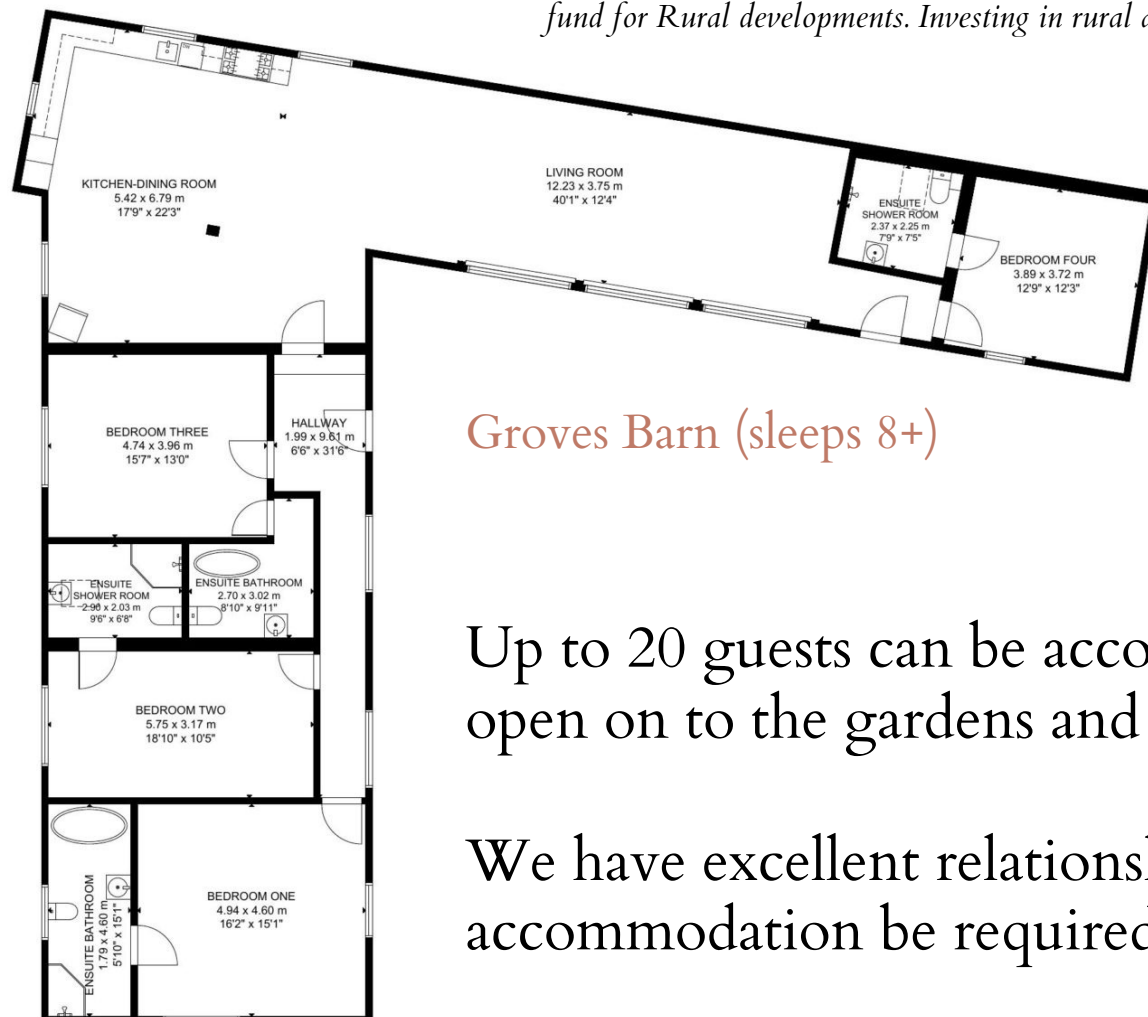 fund for Rural developments. Investing in rural
KITCHEN-DINING ROOM
5.42 x 6.79 m
17'9" x 22'3"
LIVING ROOM
12.23 x 3.75 m
40'1" x 12'4"
ENSUITE
SHOWER ROOM
2.37 x 2.25 m
7'9" x 7'5"
BEDROOM FOUR
3.89 x 3.72 m
12'9" x 12'3"
BEDROOM THREE
4.74 x 3.96 m
15'7" x 13'0"
HALLWAY
1.99 x 9.61 m
6'6" x 31'6"
Groves Barn (sleeps 8+)
ENSUITE
SHOWER ROOM
2.90 x 2.03 m
9'6" x 6'8"
ENSUITE BATHROOM
2.70 x 3.02 m
8'10" x 9'11"
Up to 20 guests can be acco
open on to the gardens and
BEDROOM TWO
5.75 x 3.17 m
18'10" x 10'5"
We have excellent relations
accommodation be required
BEDROOM ONE
4.94 x 4.60 m
16'2" x 15'1"
ENSUITE BATHROOM
1.79 x 4.60 m
5'10" x 15'1"